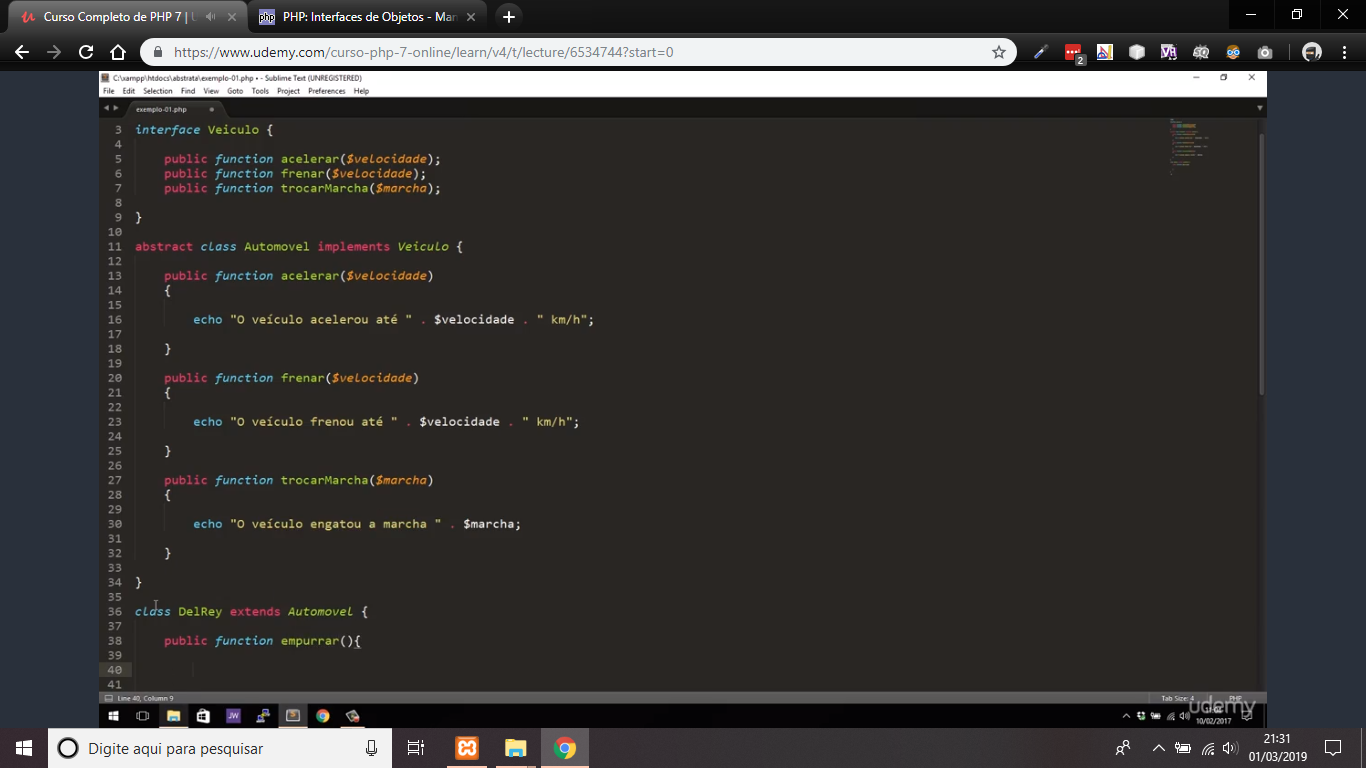 Curso Completo de PHP 7 | U
PHP: Interfaces de Objetos - Man
https://www.udemy.com/curso-php-7-online/learn/v4/t/lecture/6534744?start=0
2
C:\xampp\htdocs\abstrata\exemplo-01.php • - Sublime Text (UNREGISTERED)
File Edit Selection Find View Goto Tools Project Preferences Help
exemplo-01.php
3 interface Veiculo {
4
5 public function acelerar($velocidade);
6 public function frenar($velocidade);
7 public function trocarMarcha($marcha);
8
9 }
10
11 abstract class Automovel implements Veiculo {
12
13 public function acelerar($velocidade)
14 {
15
16 echo "O veículo acelerou até " . $velocidade . " km/h";
17
18 }
19
20 public function frenar($velocidade)
21 {
22
23 echo "O veículo frenou até " . $velocidade . " km/h";
24
25 }
26
27 public function trocarMarcha($marcha)
28 {
29
30 echo "O veículo engatou a marcha " . $marcha;
31
32 }
33
34 }
35
36 class DelRey extends Automovel {
37
38 public function empurrar(){
39
40
41
Line 40, Column 9
Tab Size: 4 PHP
udemy
JW
10/02/2017
Digite aqui para pesquisar
21:31
01/03/2019